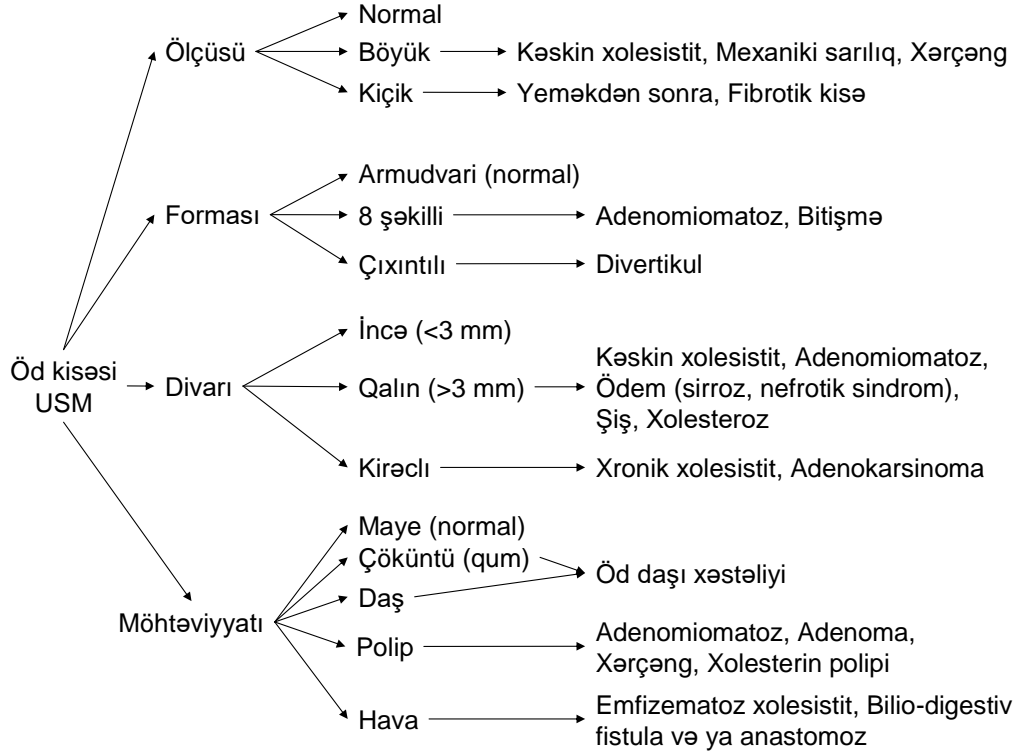 Normal
Ölçüsü
Böyük
Kəskin xolesistit, Mexaniki sarılıq, Xərçəng
Kiçik
Yeməkdən sonra, Fibrotik kisə
Armudvari (normal)
Forması
8 şəkilli
Adenomiomatoz, Bitişmə
Çıxıntılı
Divertikul
İncə (<3 mm)
Öd kisəsi
USM
Divarı
Qalın (>3 mm)
Kəskin xolesistit, Adenomiomatoz,
Ödem (sirroz, nefrotik sindrom),
Şiş, Xolesteroz
Kirəclı
Xronik xolesistit, Adenokarsinoma
Maye (normal)
Çöküntü (qum)
Öd daşı xəstəliyi
Daş
Möhtəviyyatı
Polip
Adenomiomatoz, Adenoma,
Xərçəng, Xolesterin polipi
Hava
Emfizematoz xolesistit, Bilio-digestiv
fistula və ya anastomoz